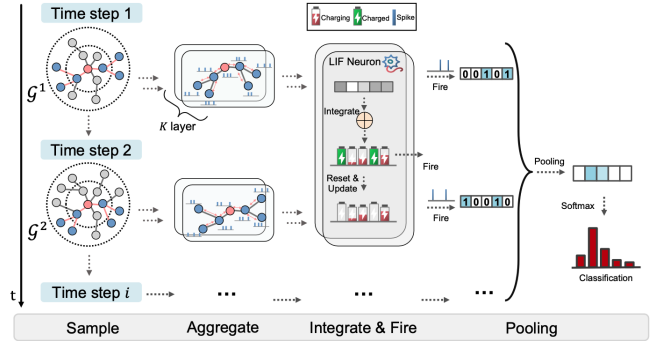 Time step 1
Charging
Charged
Spike
𝒢¹
K layer
LIF Neuron
Integrate
Reset &
Update
Fire
Fire
0 0 1 0 1
Time step 2
𝒢²
Fire
1 0 0 1 0
Pooling
Softmax
Classification
t
Time step i
...
...
...
Sample
Aggregate
Integrate & Fire
Pooling